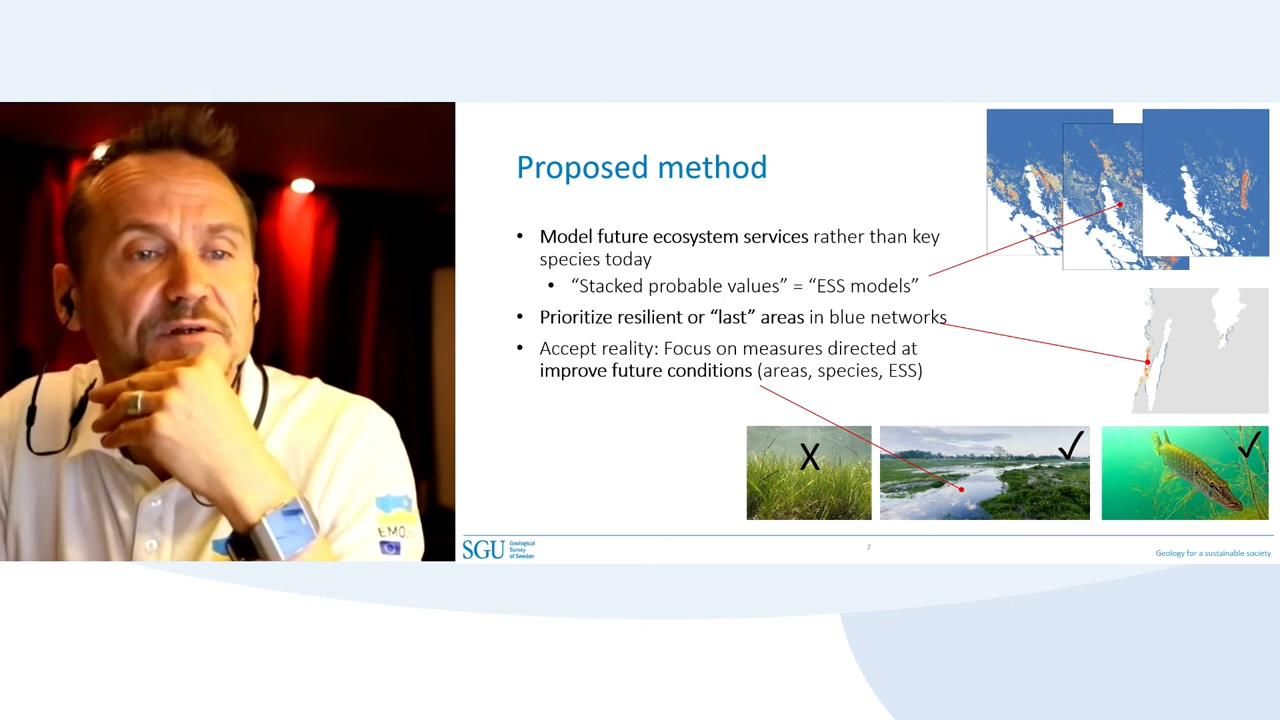 Proposed method
• Model future ecosystem services rather than key
species today
• “Stacked probable values” = “ESS models”
• Prioritize resilient or “last” areas in blue networks
• Accept reality: Focus on measures directed at
improve future conditions (areas, species, ESS)
X
SGU
Geological
Survey
of Sweden
7
Geology for a sustainable society
EMO